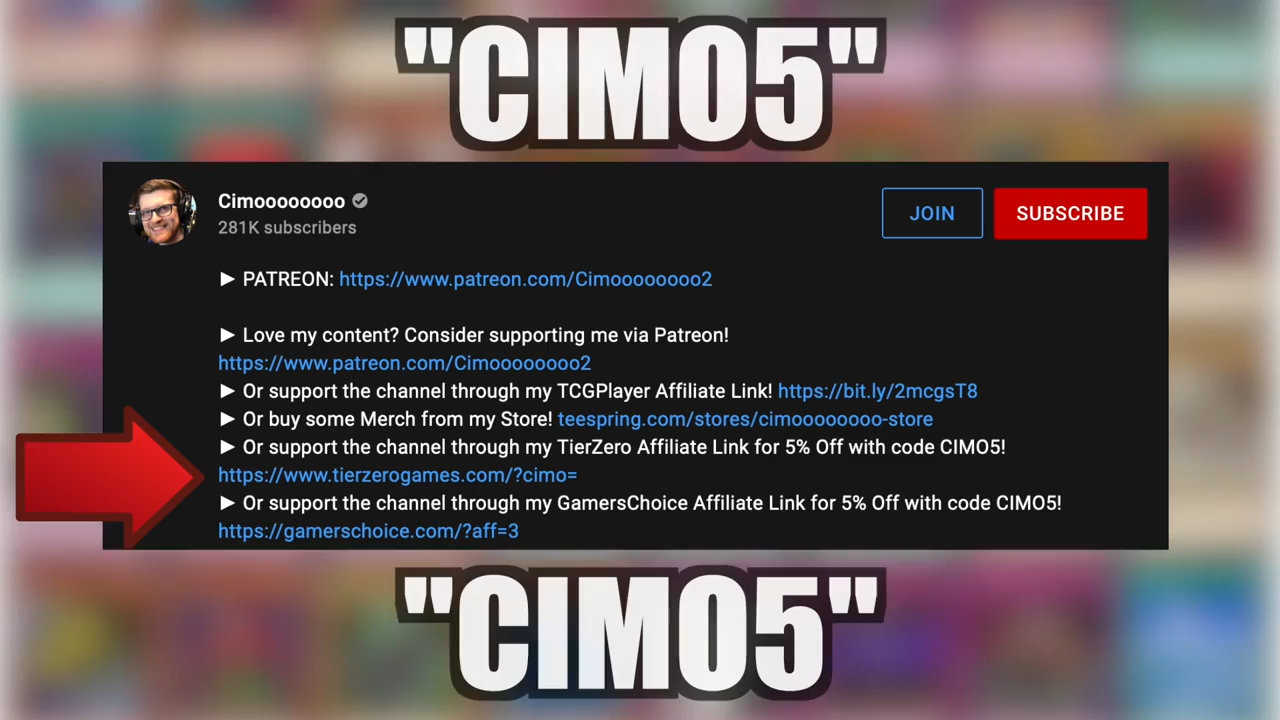 "CIMO5"
Cimoooooooo
281K subscribers
JOIN
SUBSCRIBE
► PATREON: https://www.patreon.com/Cimoooooooo2
► Love my content? Consider supporting me via Patreon!
https://www.patreon.com/Cimoooooooo2
► Or support the channel through my TCGPlayer Affiliate Link! https://bit.ly/2mcgsT8
► Or buy some Merch from my Store! teespring.com/stores/cimoooooooo-store
► Or support the channel through my TierZero Affiliate Link for 5% Off with code CIMO5!
https://www.tierzerogames.com/?cimo=
► Or support the channel through my GamersChoice Affiliate Link for 5% Off with code CIMO5!
https://gamerschoice.com/?aff=3
"CIMO5"